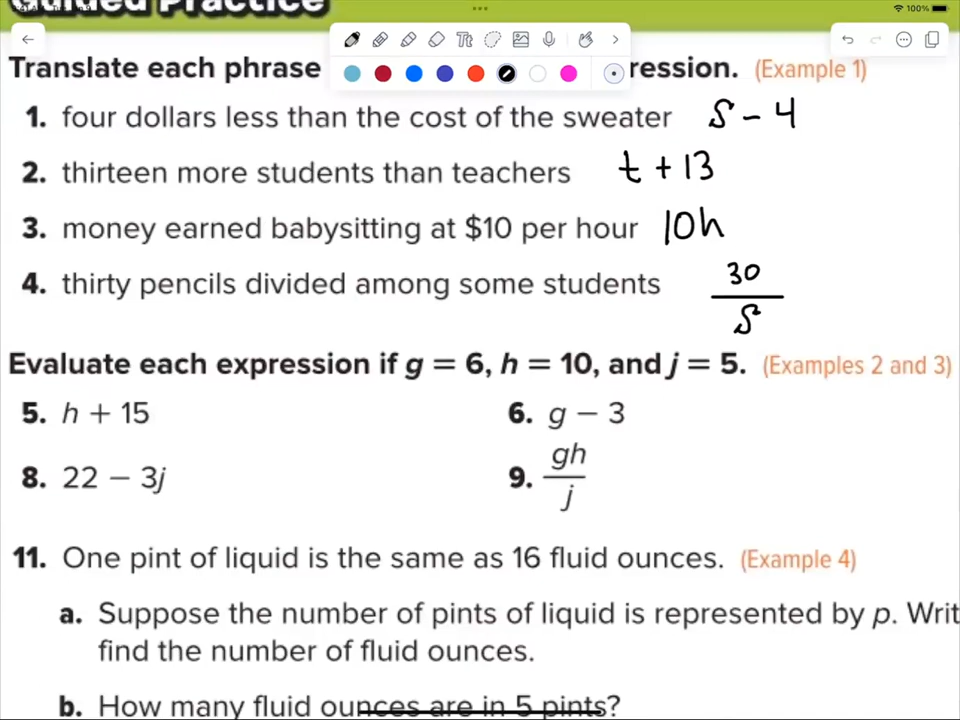 Guided Practice
100%
Translate each phrase ression. (Example 1)
1. four dollars less than the cost of the sweater s - 4
2. thirteen more students than teachers t + 13
3. money earned babysitting at $10 per hour 10h
4. thirty pencils divided among some students 30/s
Evaluate each expression if g = 6, h = 10, and j = 5. (Examples 2 and 3)
5. h + 15 6. g − 3
8. 22 − 3j 9. gh/j
11. One pint of liquid is the same as 16 fluid ounces. (Example 4)
a. Suppose the number of pints of liquid is represented by p. Writ
find the number of fluid ounces.
b. How many fluid ounces are in 5 pints?